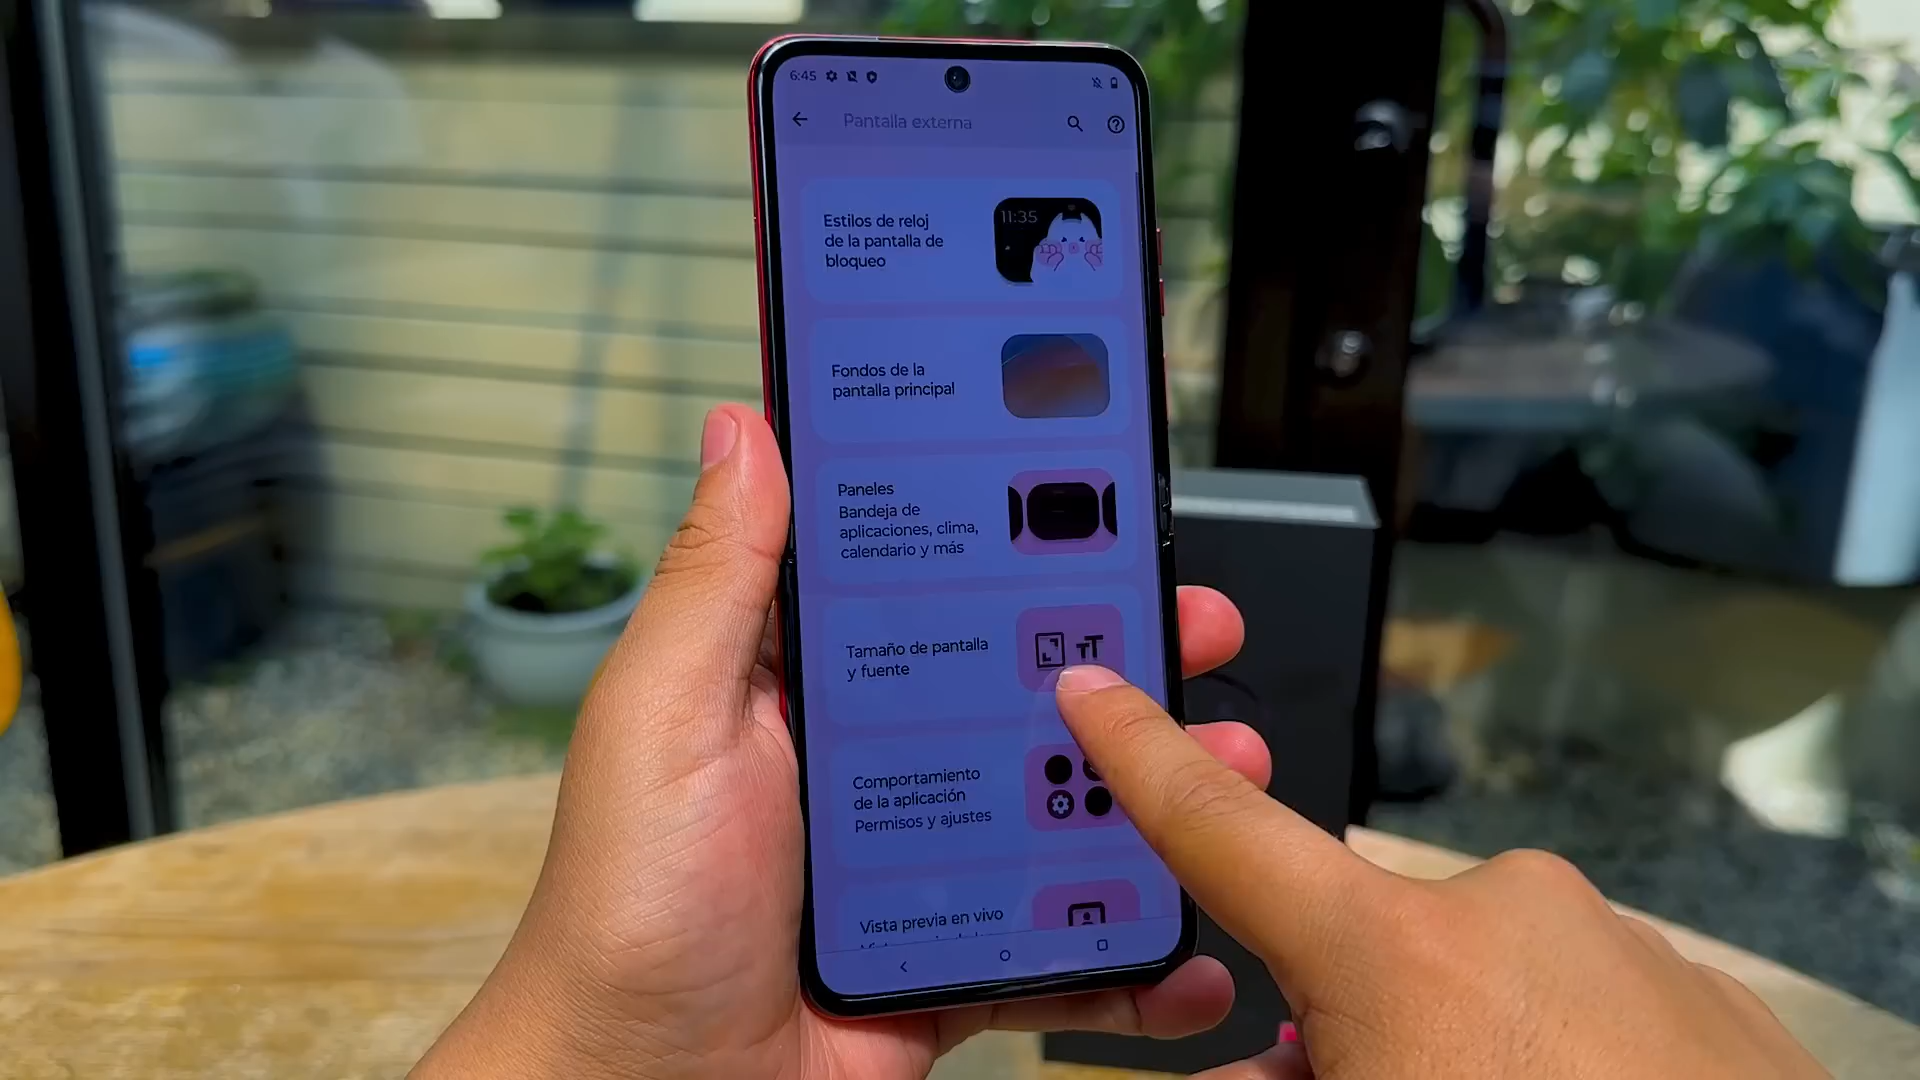 6:45
Pantalla externa
Estilos de reloj
de la pantalla de
bloqueo
11:35
Fondos de la
pantalla principal
Paneles
Bandeja de
aplicaciones, clima,
calendario y más
Tamaño de pantalla
y fuente
TT
Comportamiento
de la aplicación
Permisos y ajustes
Vista previa en vivo